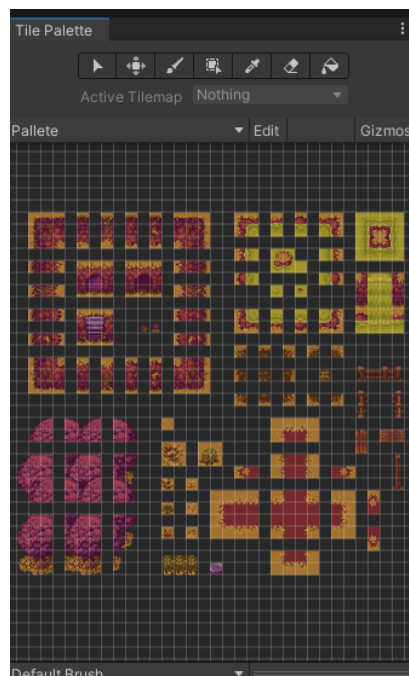 Tile Palette
Active Tilemap Nothing
Pallete Edit Gizmos
Default Brush